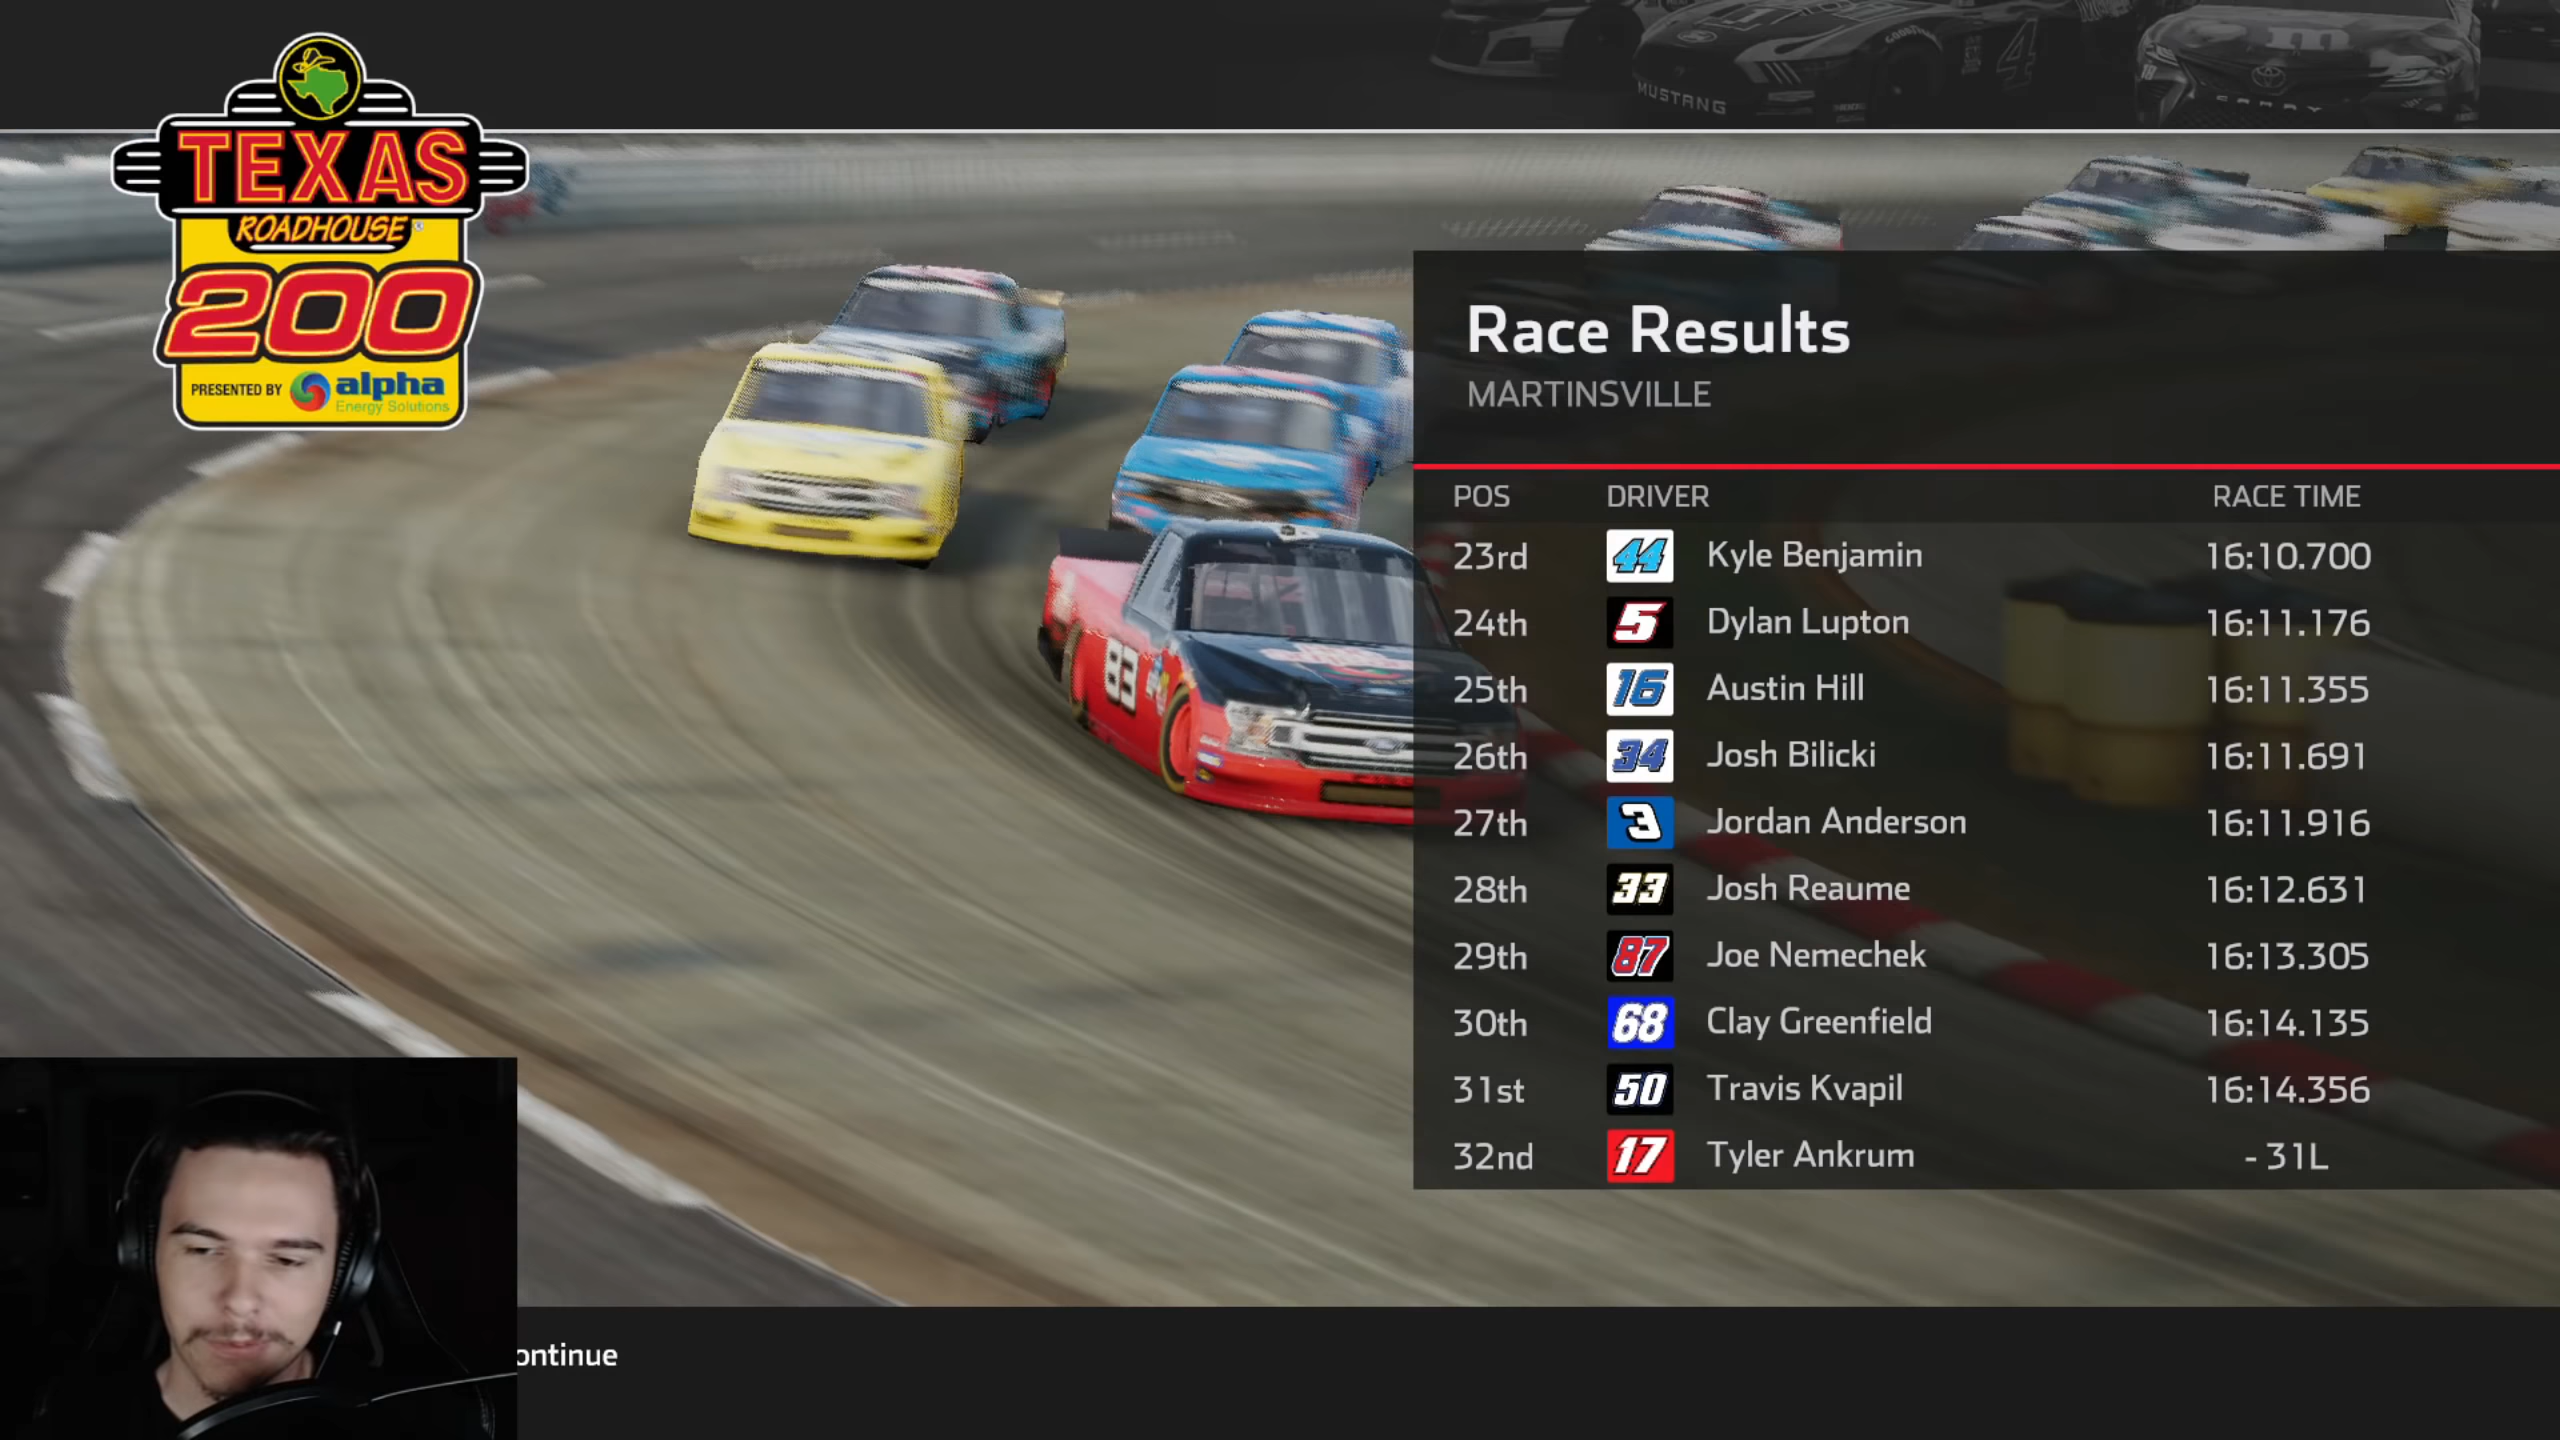 TEXAS
ROADHOUSE
200
PRESENTED BY alpha
Energy Solutions
MUSTANG
4
18
CAMRY
83
Race Results
MARTINSVILLE
POS DRIVER RACE TIME
23rd 44 Kyle Benjamin 16:10.700
24th 5 Dylan Lupton 16:11.176
25th 16 Austin Hill 16:11.355
26th 34 Josh Bilicki 16:11.691
27th 3 Jordan Anderson 16:11.916
28th 33 Josh Reaume 16:12.631
29th 87 Joe Nemechek 16:13.305
30th 68 Clay Greenfield 16:14.135
31st 50 Travis Kvapil 16:14.356
32nd 17 Tyler Ankrum - 31L
ontinue